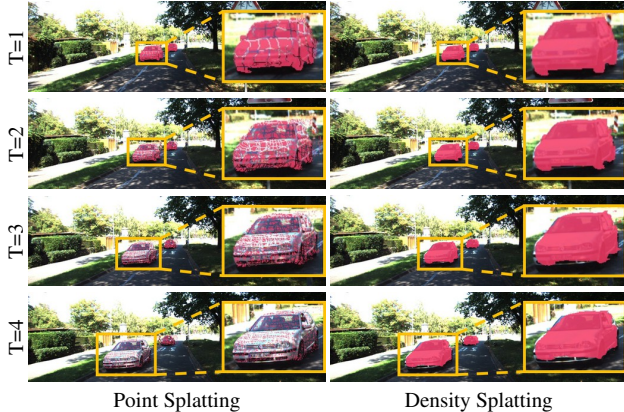 T=1
T=2
T=3
T=4
Point Splatting
Density Splatting